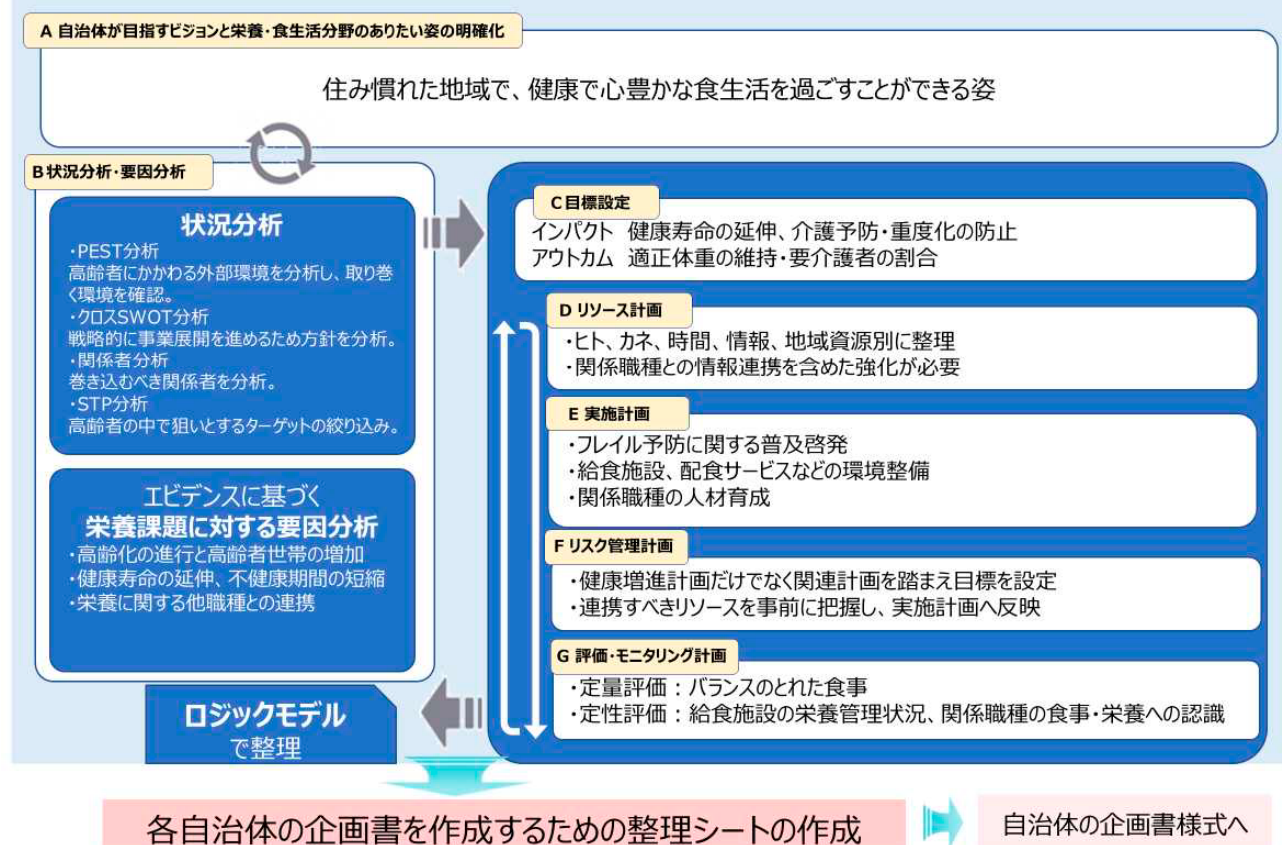 A 自治体が目指すビジョンと栄養・食生活分野のありたい姿の明確化
住み慣れた地域で、健康で心豊かな食生活を過ごすことができる姿
B 状況分析・要因分析
状況分析
・PEST分析
高齢者にかかわる外部環境を分析し、取り巻
く環境を確認。
・クロスSWOT分析
戦略的に事業展開を進めるため方針を分析。
・関係者分析
巻き込むべき関係者を分析。
・STP分析
高齢者の中で狙いとするターゲットの絞り込み。
エビデンスに基づく
栄養課題に対する要因分析
・高齢化の進行と高齢者世帯の増加
・健康寿命の延伸、不健康期間の短縮
・栄養に関する他職種との連携
ロジックモデル
で整理
C 目標設定
インパクト 健康寿命の延伸、介護予防・重度化の防止
アウトカム 適正体重の維持・要介護者の割合
D リソース計画
・ヒト、カネ、時間、情報、地域資源別に整理
・関係職種との情報連携を含めた強化が必要
E 実施計画
・フレイル予防に関する普及啓発
・給食施設、配食サービスなどの環境整備
・関係職種の人材育成
F リスク管理計画
・健康増進計画だけでなく関連計画を踏まえ目標を設定
・連携すべきリソースを事前に把握し、実施計画へ反映
G 評価・モニタリング計画
・定量評価：バランスのとれた食事
・定性評価：給食施設の栄養管理状況、関係職種の食事・栄養への認識
各自治体の企画書を作成するための整理シートの作成
自治体の企画書様式へ